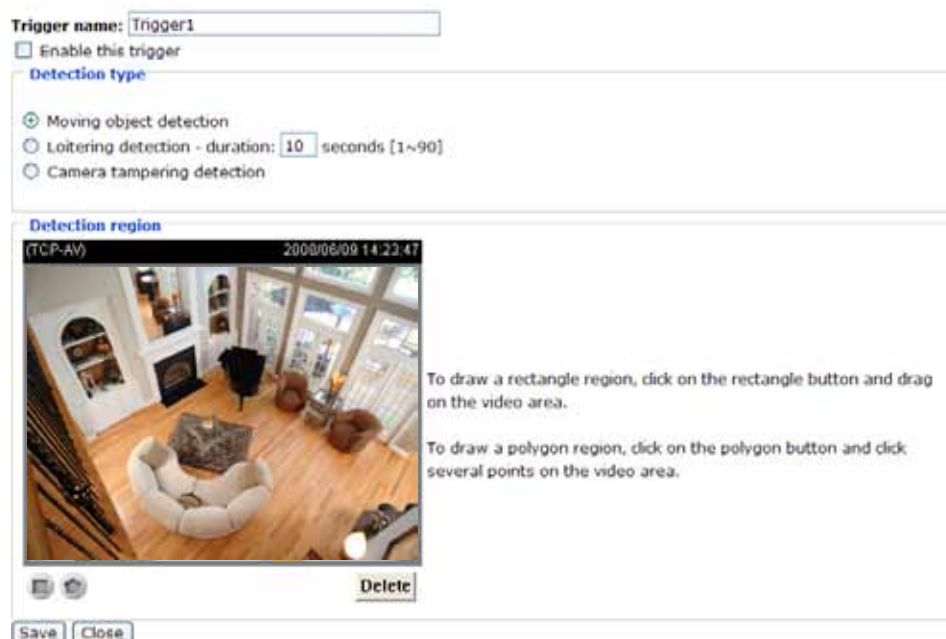 Trigger name: Trigger1
Enable this trigger
Detection type
Moving object detection
Loitering detection - duration: 10 seconds [1~90]
Camera tampering detection
Detection region
(TCP-AV) 2008/06/09 14:23:47
To draw a rectangle region, click on the rectangle button and drag
on the video area.
To draw a polygon region, click on the polygon button and click
several points on the video area.
Delete
Save Close